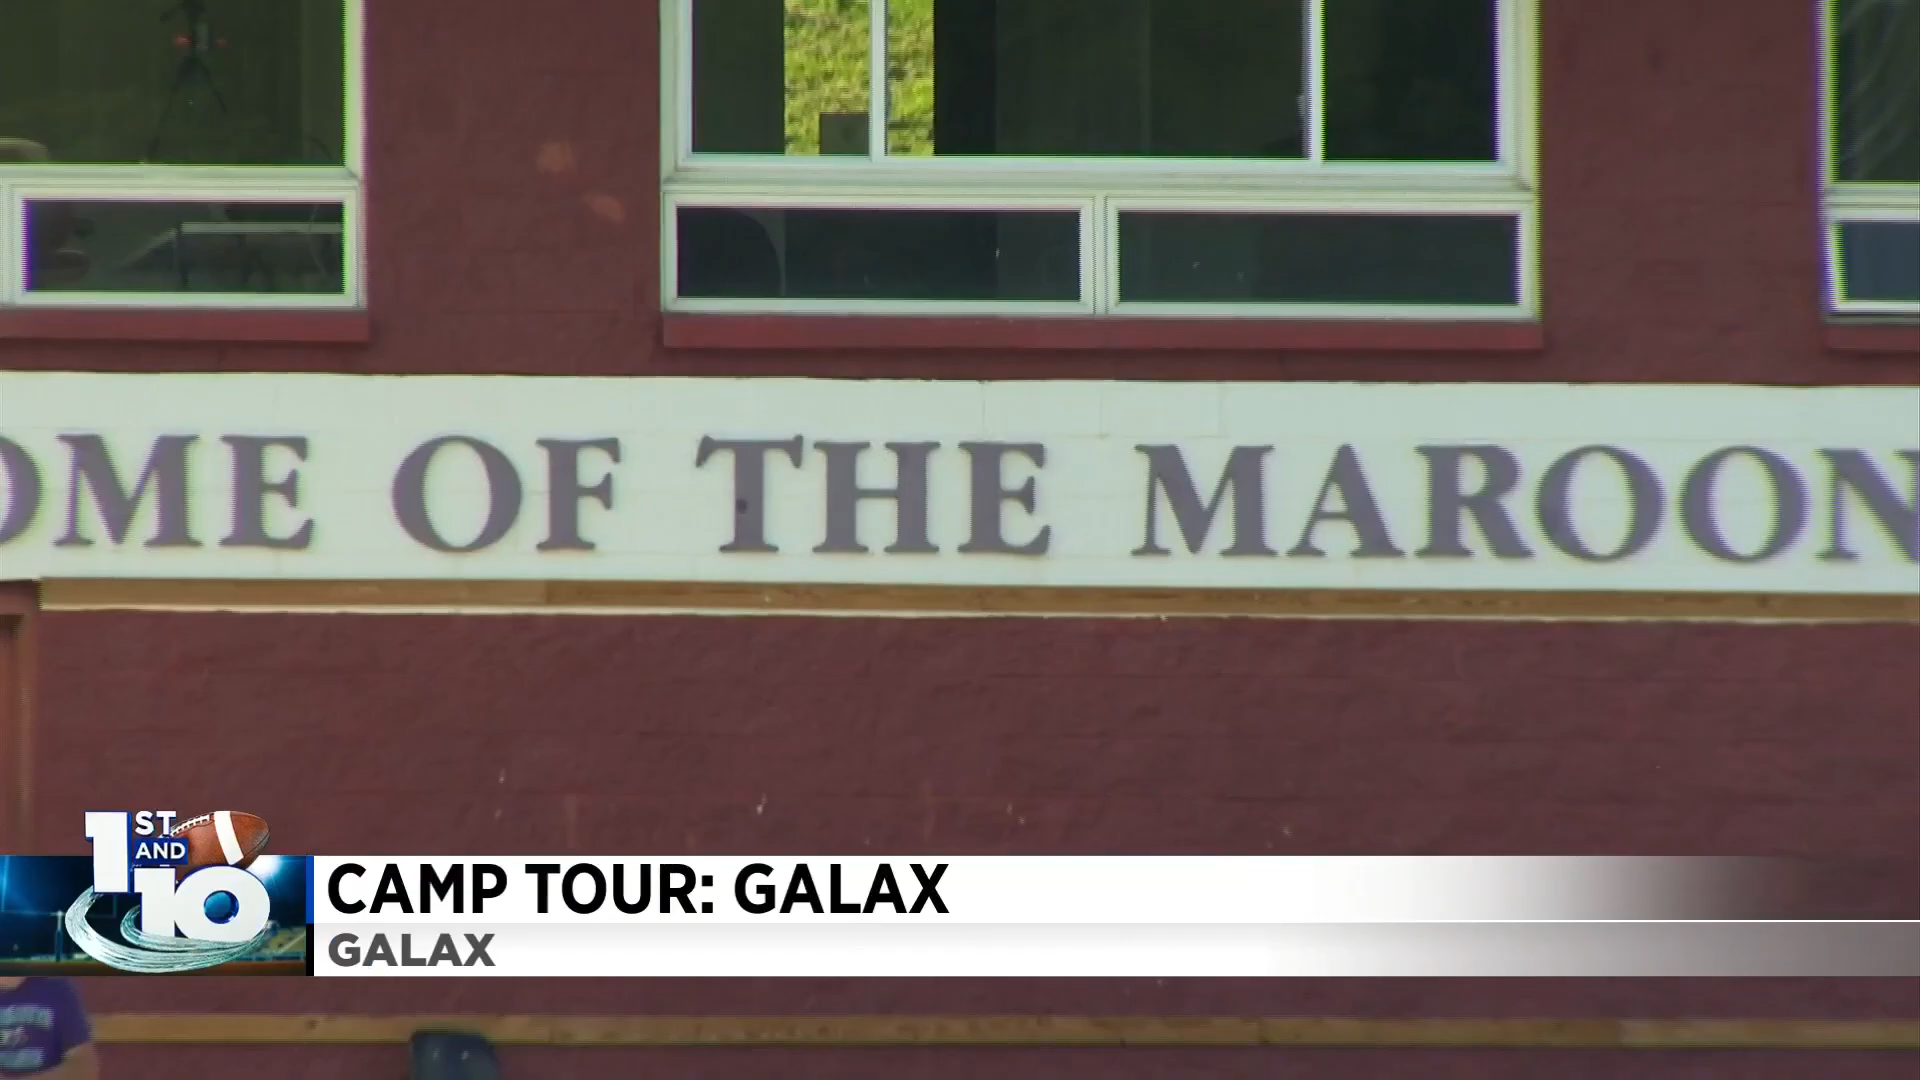 OME OF THE MAROON
1ST
AND
10
CAMP TOUR: GALAX
GALAX